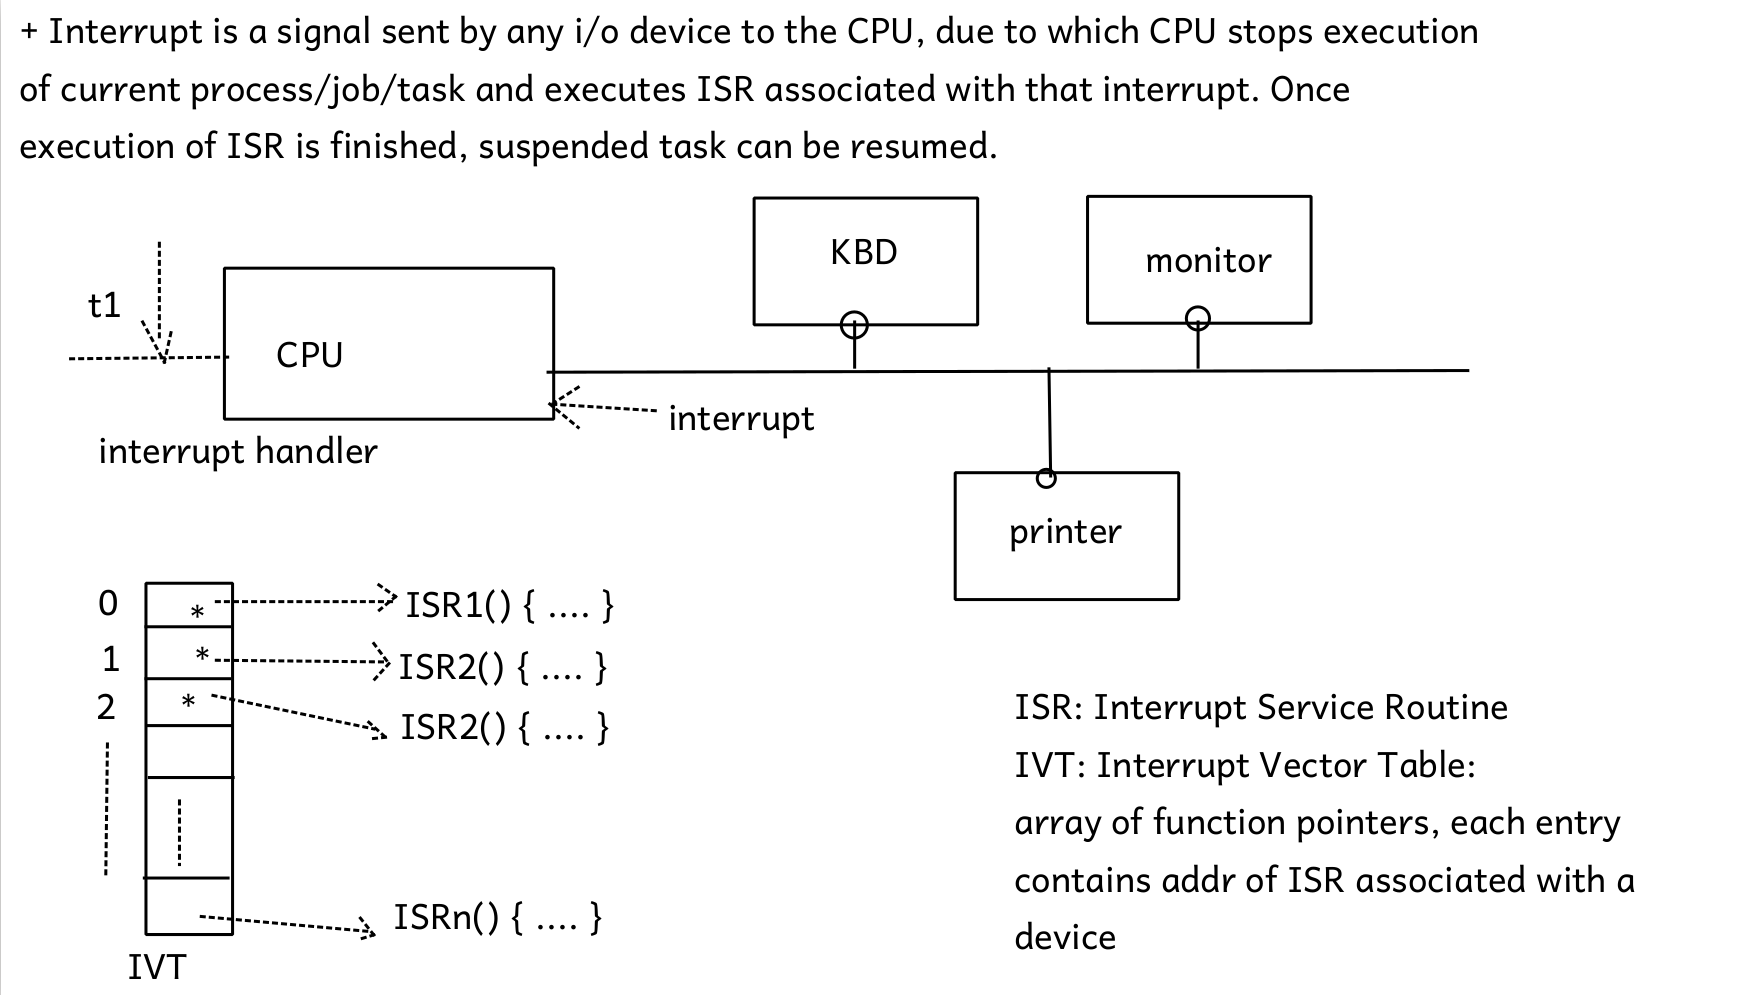 + Interrupt is a signal sent by any i/o device to the CPU, due to which CPU stops execution
of current process/job/task and executes ISR associated with that interrupt. Once
execution of ISR is finished, suspended task can be resumed.
KBD
monitor
t1
CPU
interrupt
interrupt handler
printer
0 * ISR1() { .... }
1 * ISR2() { .... }
2 * ISR2() { .... }
ISRn() { .... }
IVT
ISR: Interrupt Service Routine
IVT: Interrupt Vector Table:
array of function pointers, each entry
contains addr of ISR associated with a
device